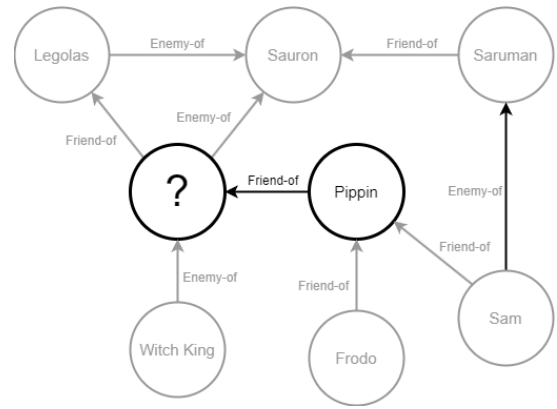 Legolas
Enemy-of
Sauron
Friend-of
Saruman
Friend-of
Enemy-of
?
Friend-of
Pippin
Enemy-of
Friend-of
Enemy-of
Friend-of
Witch King
Frodo
Sam